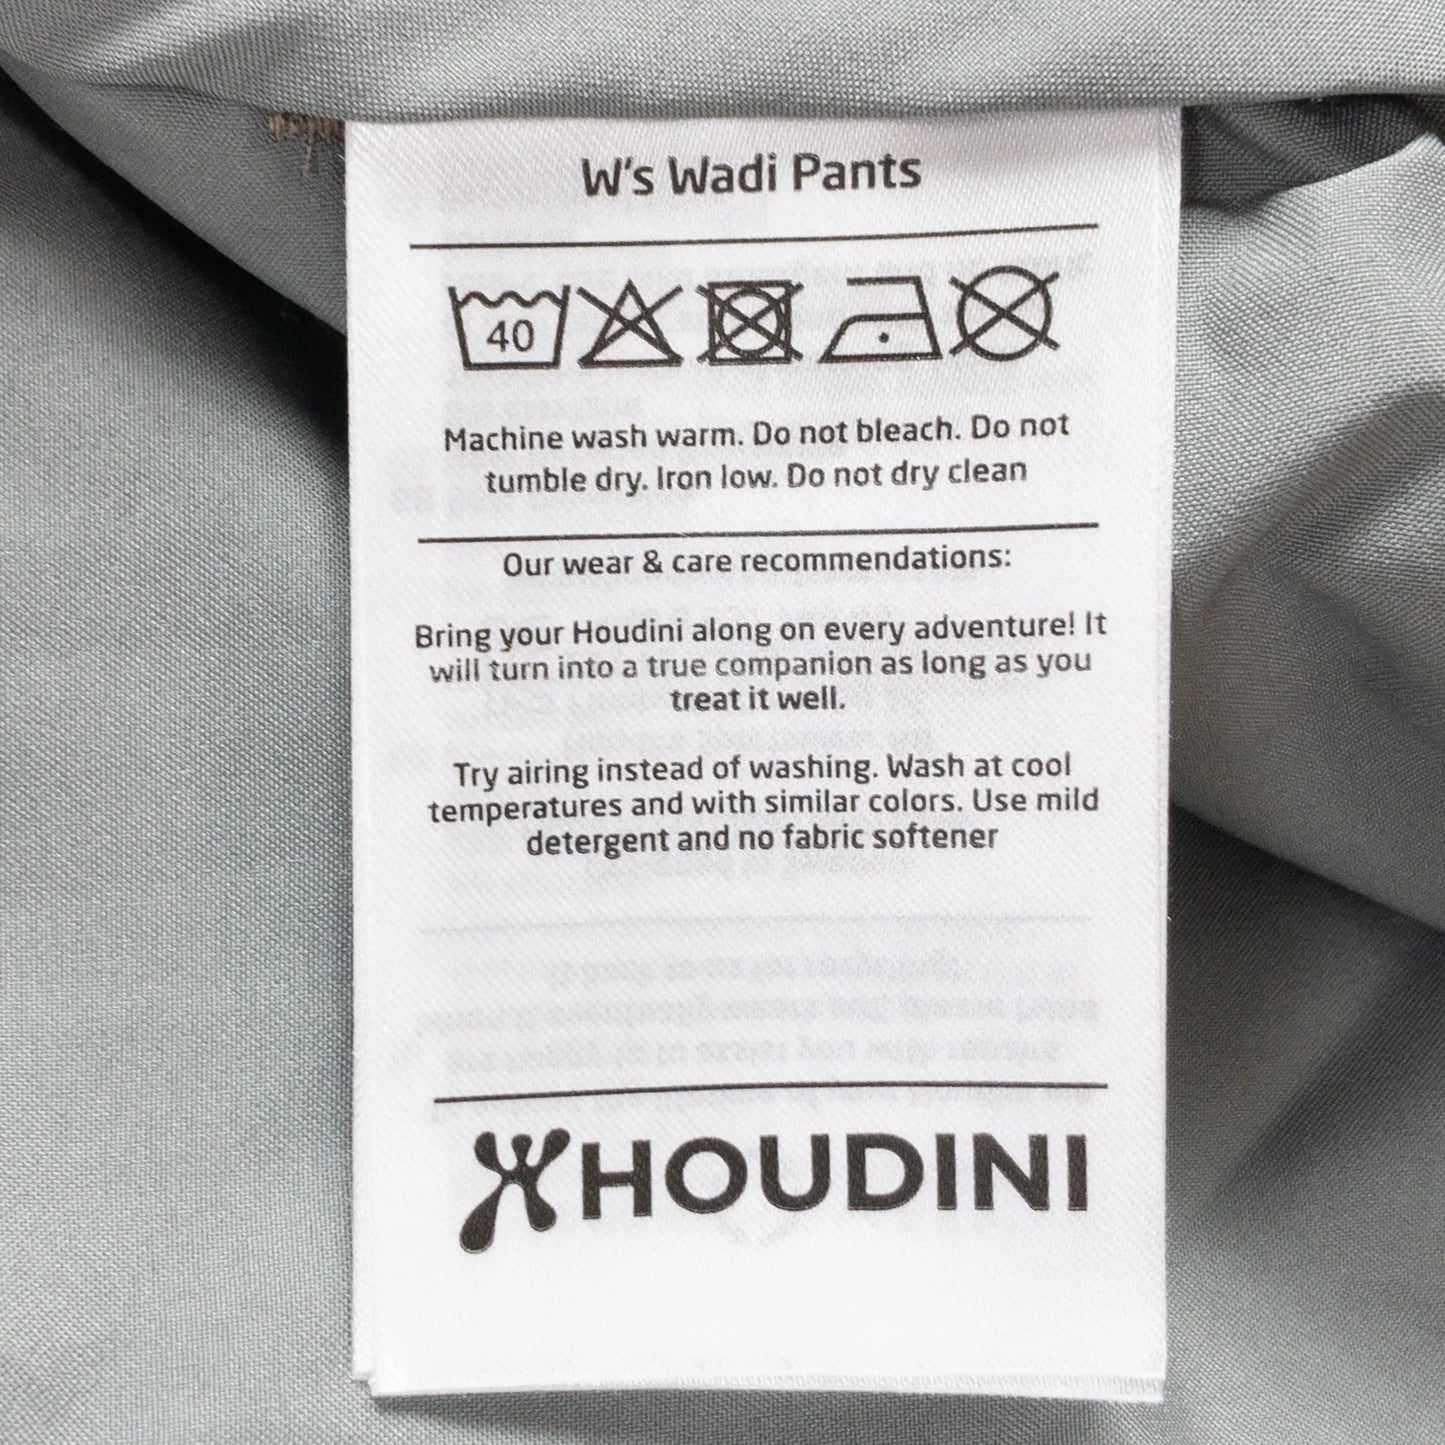 W's Wadi Pants
40
Machine wash warm. Do not bleach. Do not
tumble dry. Iron low. Do not dry clean
Our wear & care recommendations:
Bring your Houdini along on every adventure! It
will turn into a true companion as long as you
treat it well.
Try airing instead of washing. Wash at cool
temperatures and with similar colors. Use mild
detergent and no fabric softener
HOUDINI